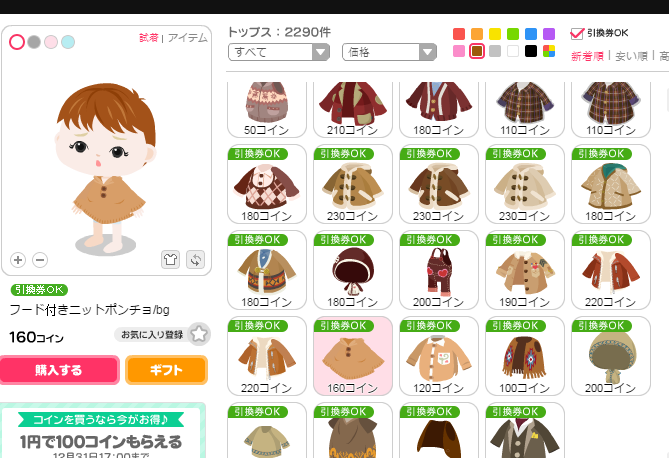 試着 | アイテム
引換券OK
フード付きニットポンチョ/bg
160コイン
お気に入り登録
購入する
ギフト
コインを買うなら今がお得♪
1円で100コインもらえる
12月31日17:00まで
トップス：2290件
引換券OK
すべて
価格
新着順 | 安い順 | 高
50コイン
210コイン
180コイン
110コイン
110コイン
引換券OK
引換券OK
引換券OK
引換券OK
引換券OK
180コイン
230コイン
230コイン
230コイン
180コイン
引換券OK
引換券OK
引換券OK
引換券OK
引換券OK
180コイン
180コイン
200コイン
190コイン
220コイン
引換券OK
引換券OK
引換券OK
引換券OK
引換券OK
220コイン
160コイン
120コイン
100コイン
200コイン
引換券OK
引換券OK
引換券OK
引換券OK